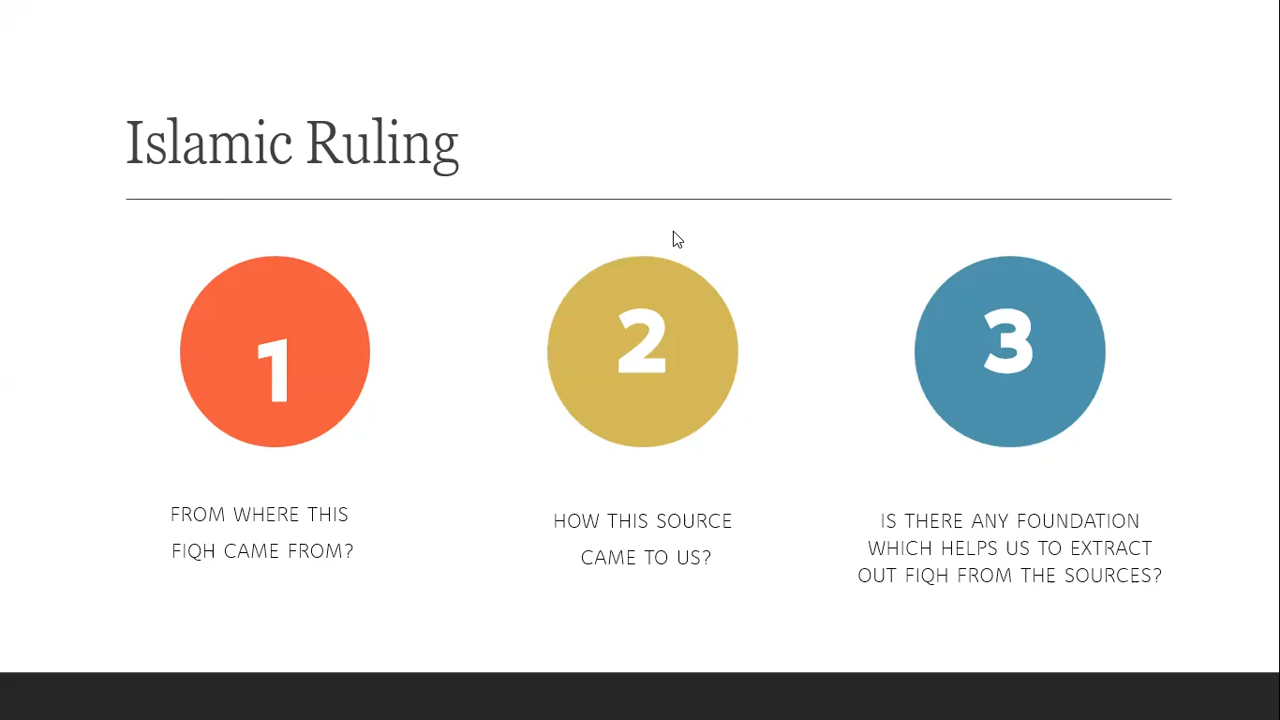 Islamic Ruling
1
2
3
FROM WHERE THIS
FIQH CAME FROM?
HOW THIS SOURCE
CAME TO US?
IS THERE ANY FOUNDATION
WHICH HELPS US TO EXTRACT
OUT FIQH FROM THE SOURCES?